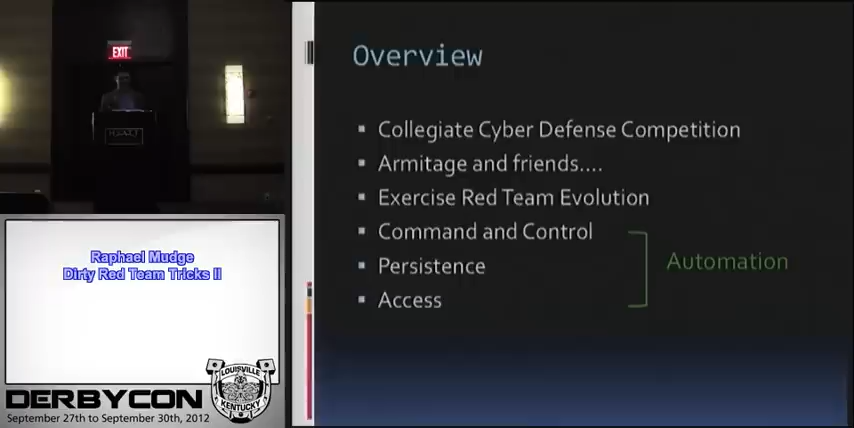 EXIT
HYATT
Raphael Mudge
Dirty Red Team Tricks II
DERBYCON
September 27th to September 30th, 2012
LOUISVILLE
KENTUCKY
Overview
Collegiate Cyber Defense Competition
Armitage and friends....
Exercise Red Team Evolution
Command and Control
Persistence
Access
Automation